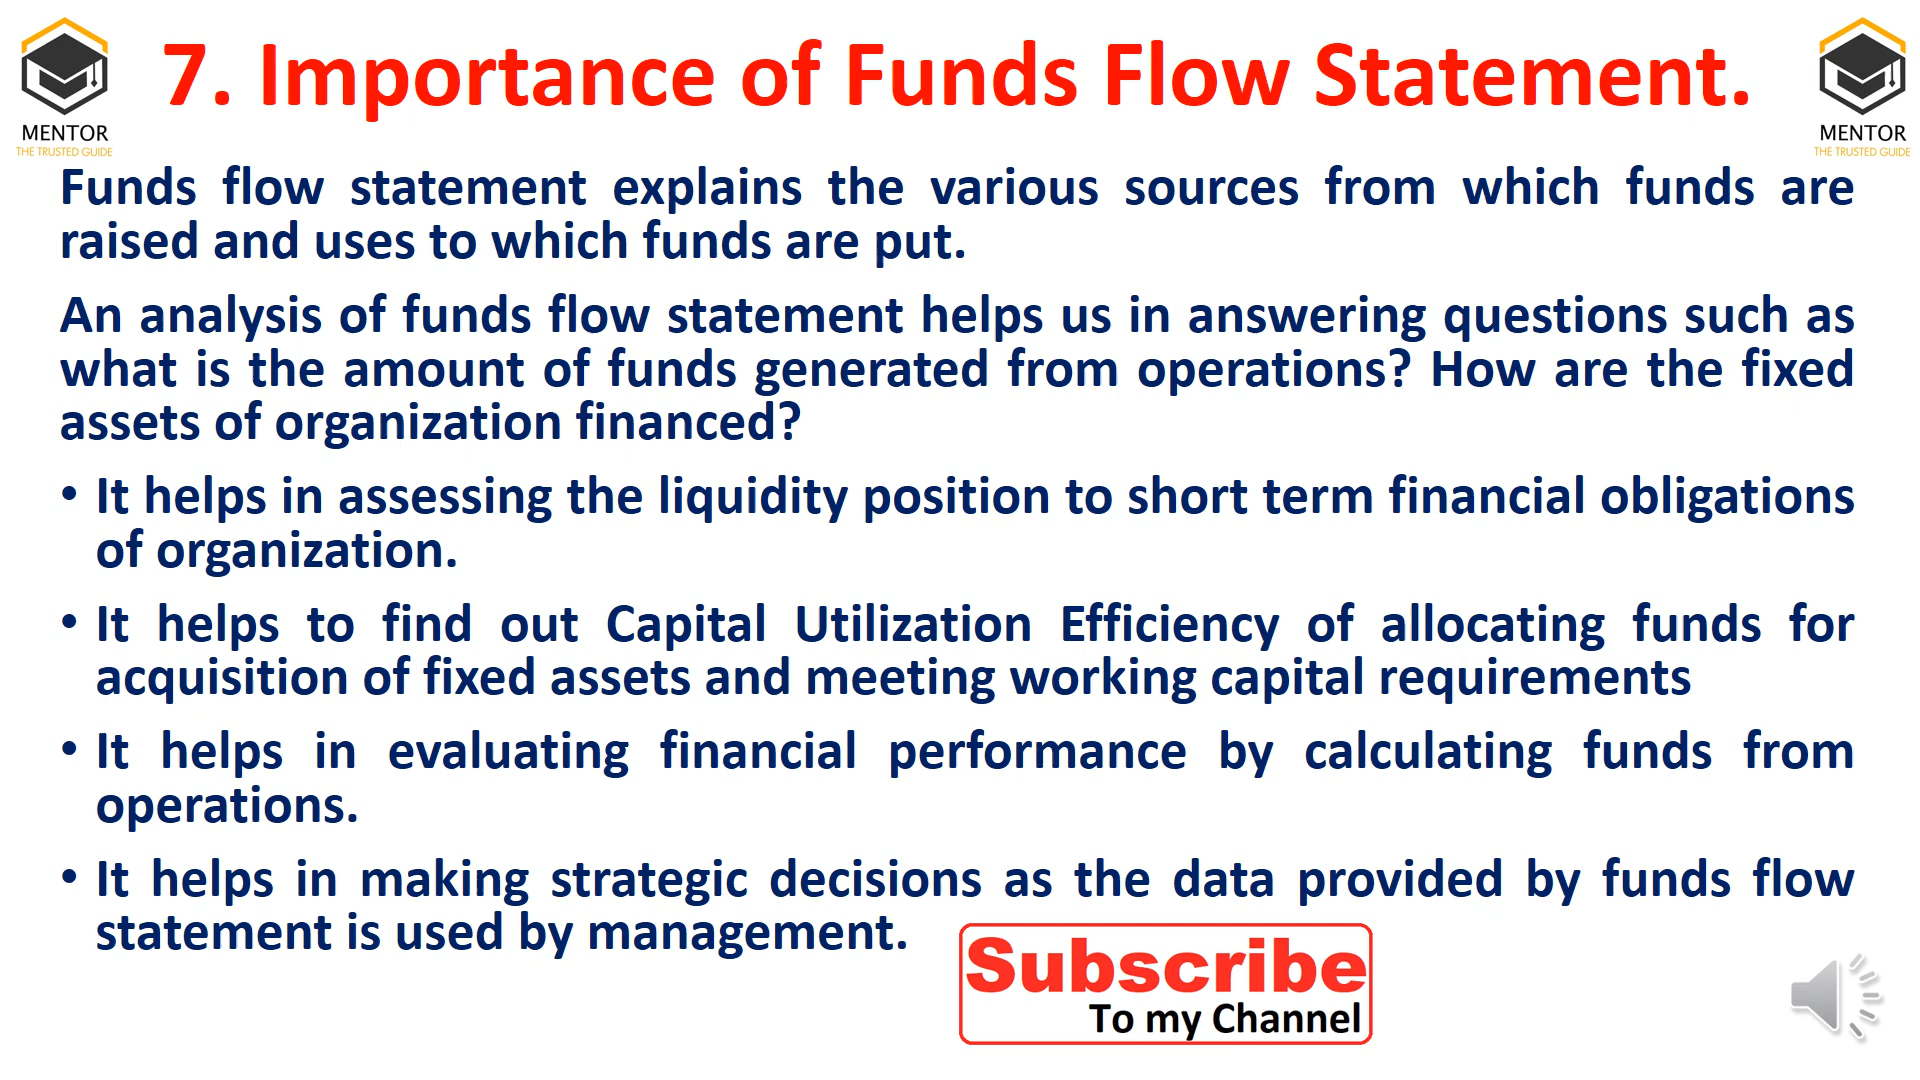 7. Importance of Funds Flow Statement.
MENTOR
THE TRUSTED GUIDE
MENTOR
THE TRUSTED GUIDE
Funds flow statement explains the various sources from which funds are
raised and uses to which funds are put.
An analysis of funds flow statement helps us in answering questions such as
what is the amount of funds generated from operations? How are the fixed
assets of organization financed?
• It helps in assessing the liquidity position to short term financial obligations
of organization.
• It helps to find out Capital Utilization Efficiency of allocating funds for
acquisition of fixed assets and meeting working capital requirements
• It helps in evaluating financial performance by calculating funds from
operations.
• It helps in making strategic decisions as the data provided by funds flow
statement is used by management.
Subscribe
To my Channel